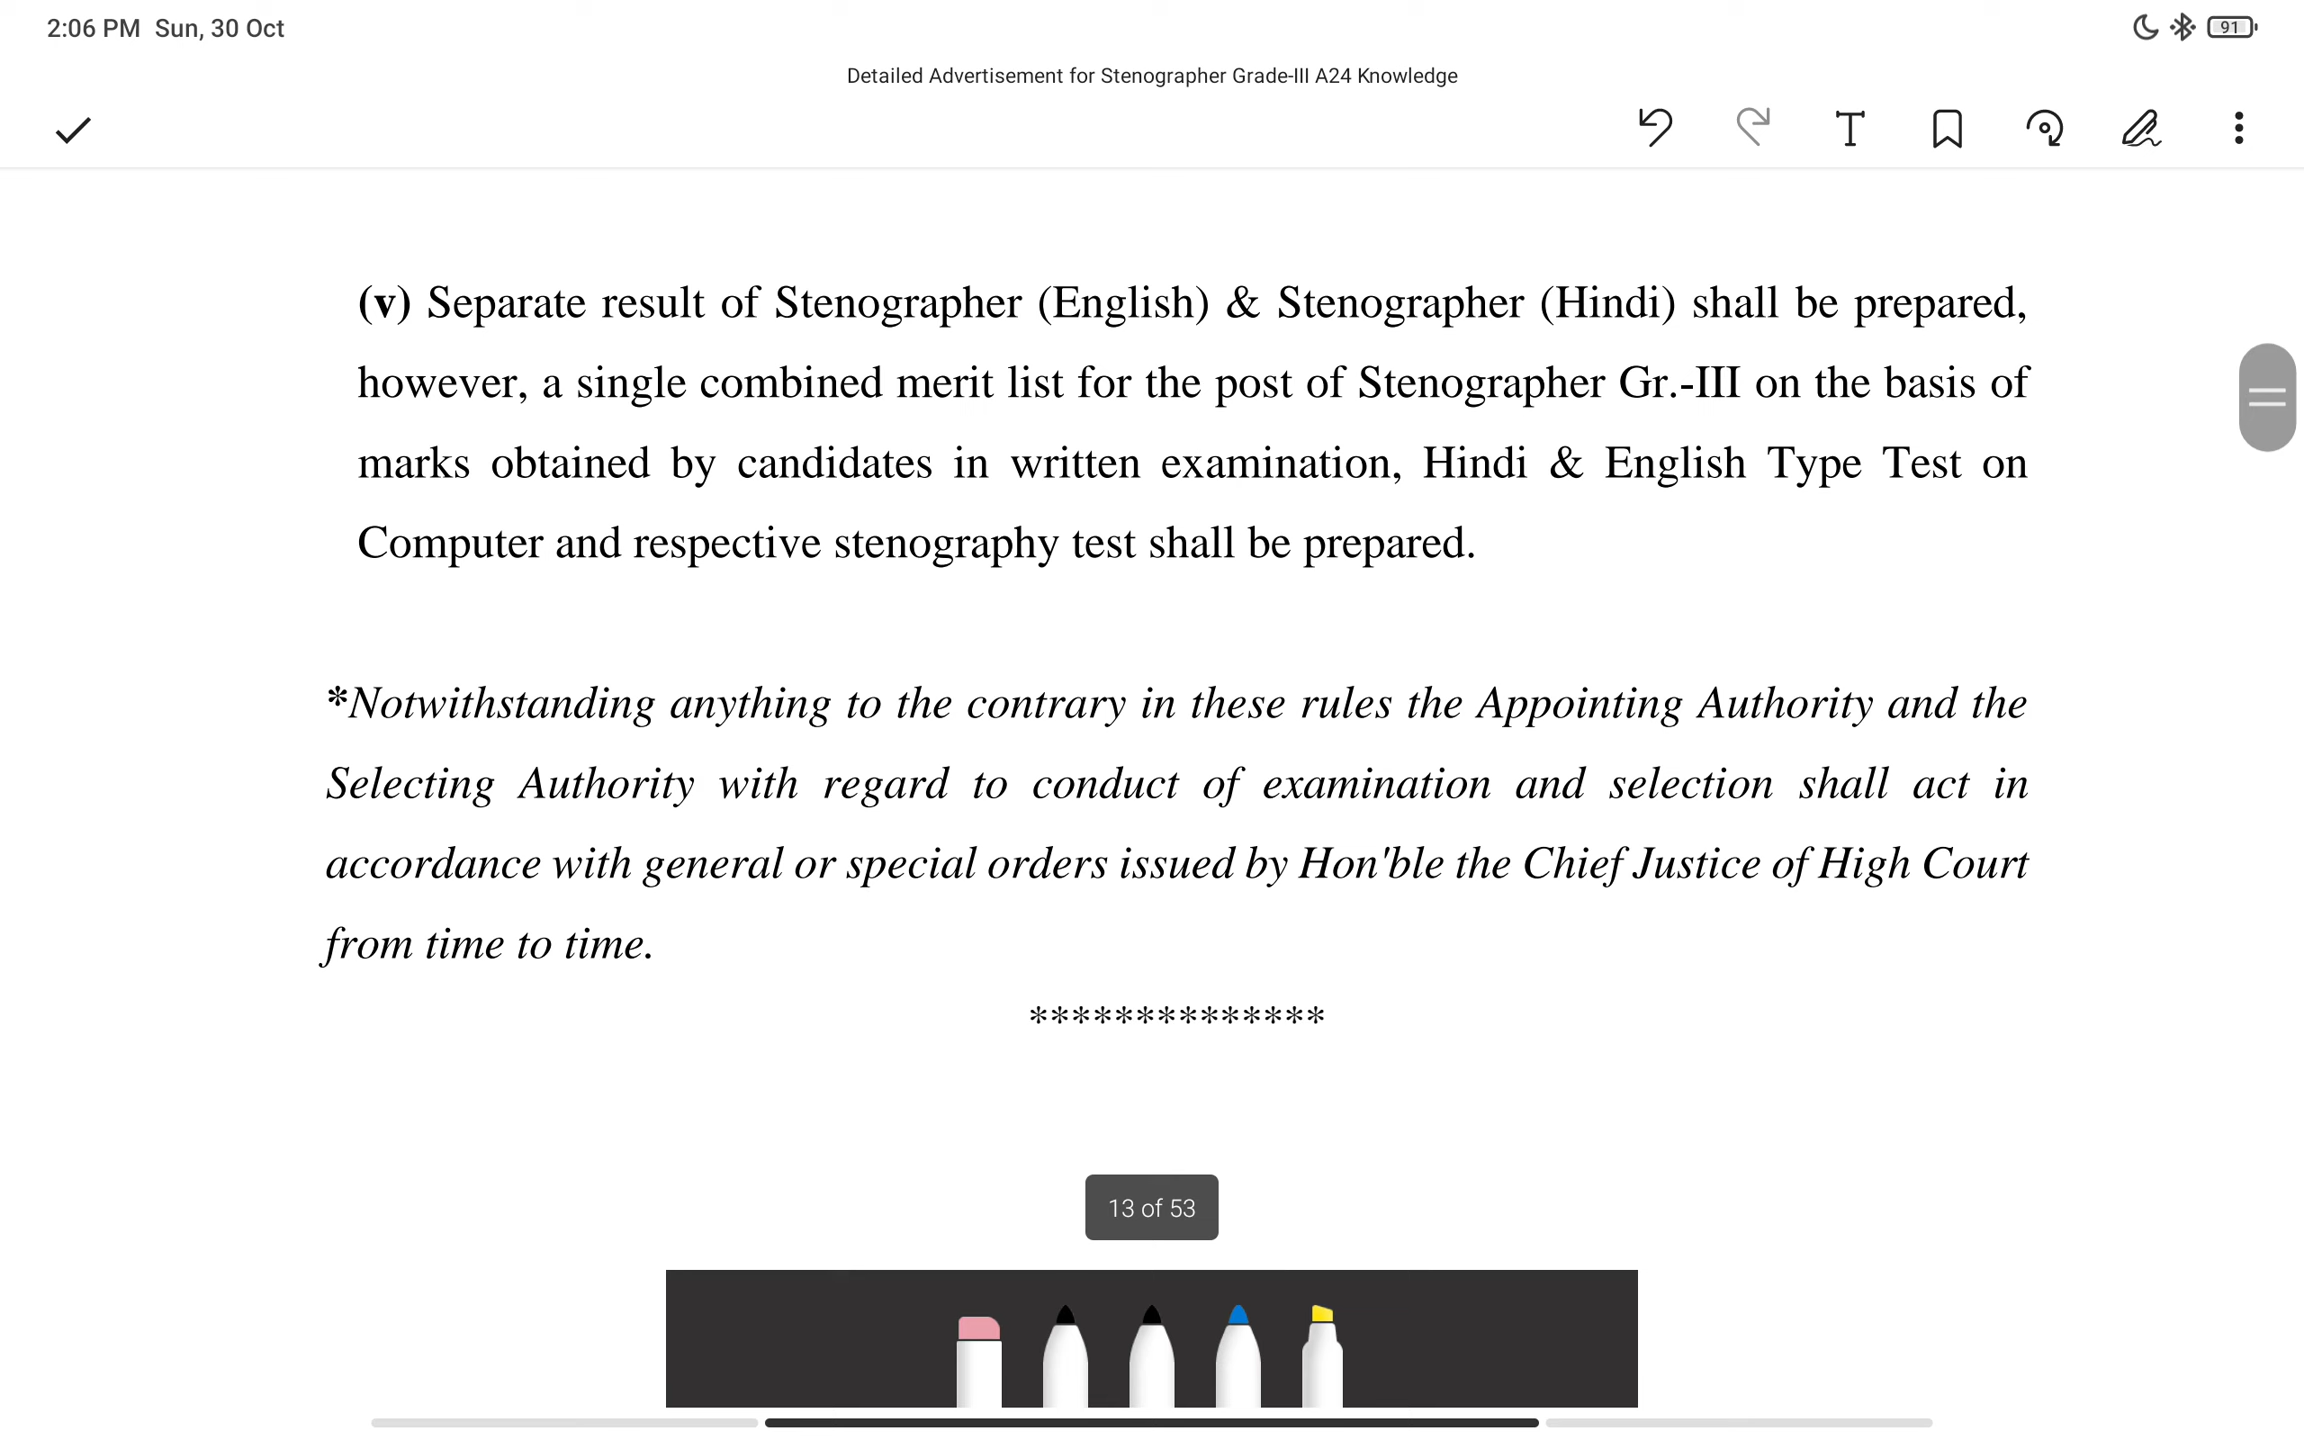 2:06 PM Sun, 30 Oct
91
Detailed Advertisement for Stenographer Grade-III A24 Knowledge
(v) Separate result of Stenographer (English) & Stenographer (Hindi) shall be prepared,
however, a single combined merit list for the post of Stenographer Gr.-III on the basis of
marks obtained by candidates in written examination, Hindi & English Type Test on
Computer and respective stenography test shall be prepared.
*Notwithstanding anything to the contrary in these rules the Appointing Authority and the
Selecting Authority with regard to conduct of examination and selection shall act in
accordance with general or special orders issued by Hon'ble the Chief Justice of High Court
from time to time.
**************
13 of 53